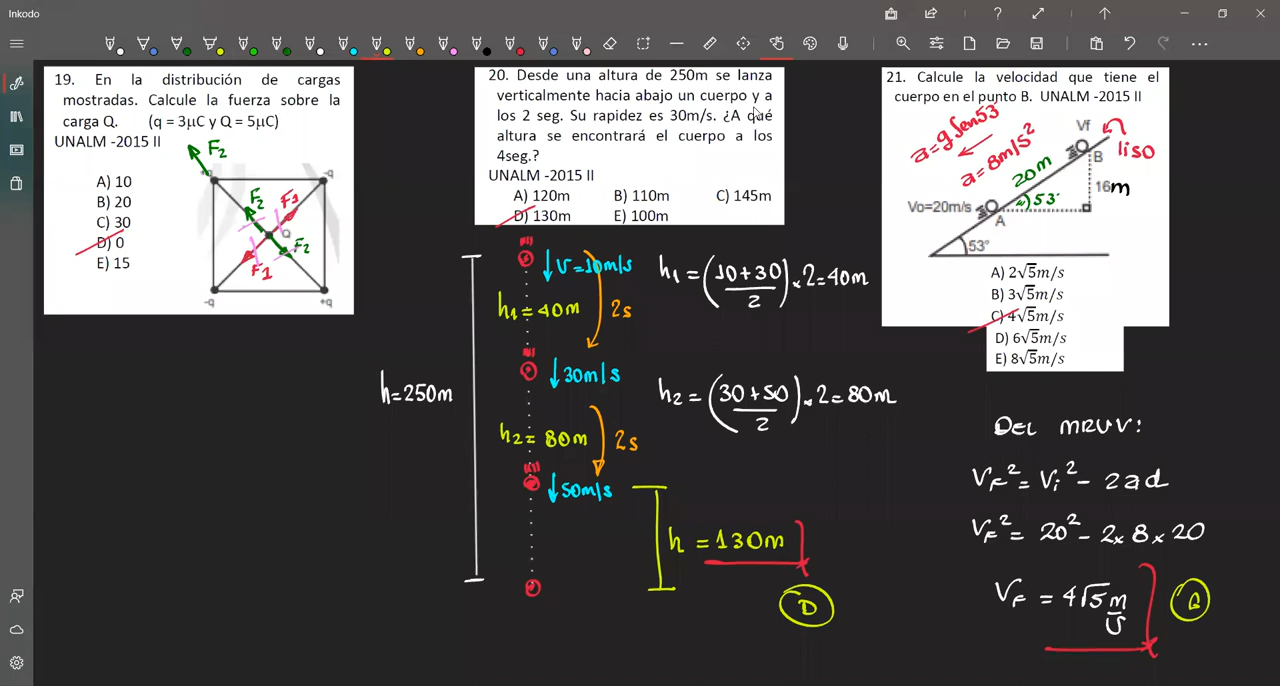 Inkodo
19. En la distribución de cargas
mostradas. Calcule la fuerza sobre la
carga Q. (q = 3μC y Q = 5μC)
UNALM -2015 II
A) 10
B) 20
C) 30
D) 0
E) 15
F2
-q
F2
F1
Q
F2
F1
-q
+q
20. Desde una altura de 250m se lanza
verticalmente hacia abajo un cuerpo y a
los 2 seg. Su rapidez es 30m/s. ¿A qué
altura se encontrará el cuerpo a los
4seg.?
UNALM -2015 II
A) 120m B) 110m C) 145m
D) 130m E) 100m
V=10m/s
h1=40m
2s
30m/s
h=250m
h2=80m
2s
50m/s
h=130m
D
h1=(10+30/2)×2=40m
h2=(30+50/2)×2=80m
21. Calcule la velocidad que tiene el
cuerpo en el punto B. UNALM -2015 II
a=gSen53
a=8m/s²
Vf
liso
B
20m
16m
53°
Vo=20m/s
A
53°
A) 2√5m/s
B) 3√5m/s
C) 4√5m/s
D) 6√5m/s
E) 8√5m/s
DEL MRUV:
VF²=Vi²-2ad
VF²=20²-2×8×20
VF=4√5 m/s